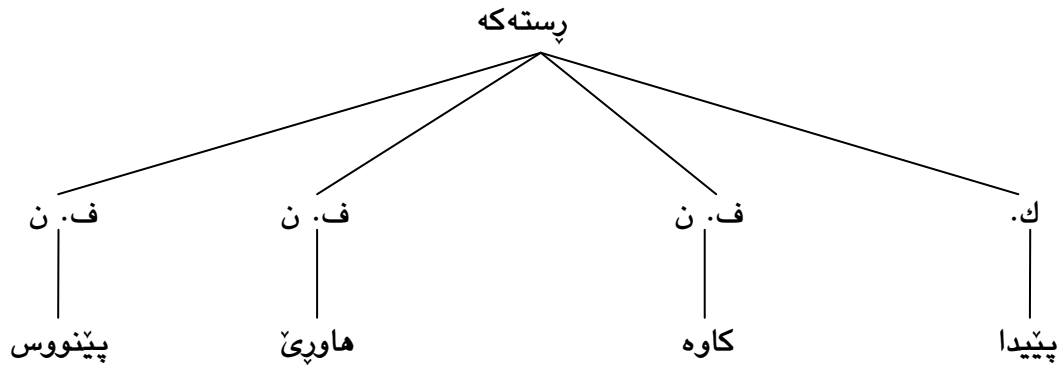 ڕستەکە
ك. ف. ن ف. ن ف. ن
پێیدا کاوە هاوڕێ پێنووس